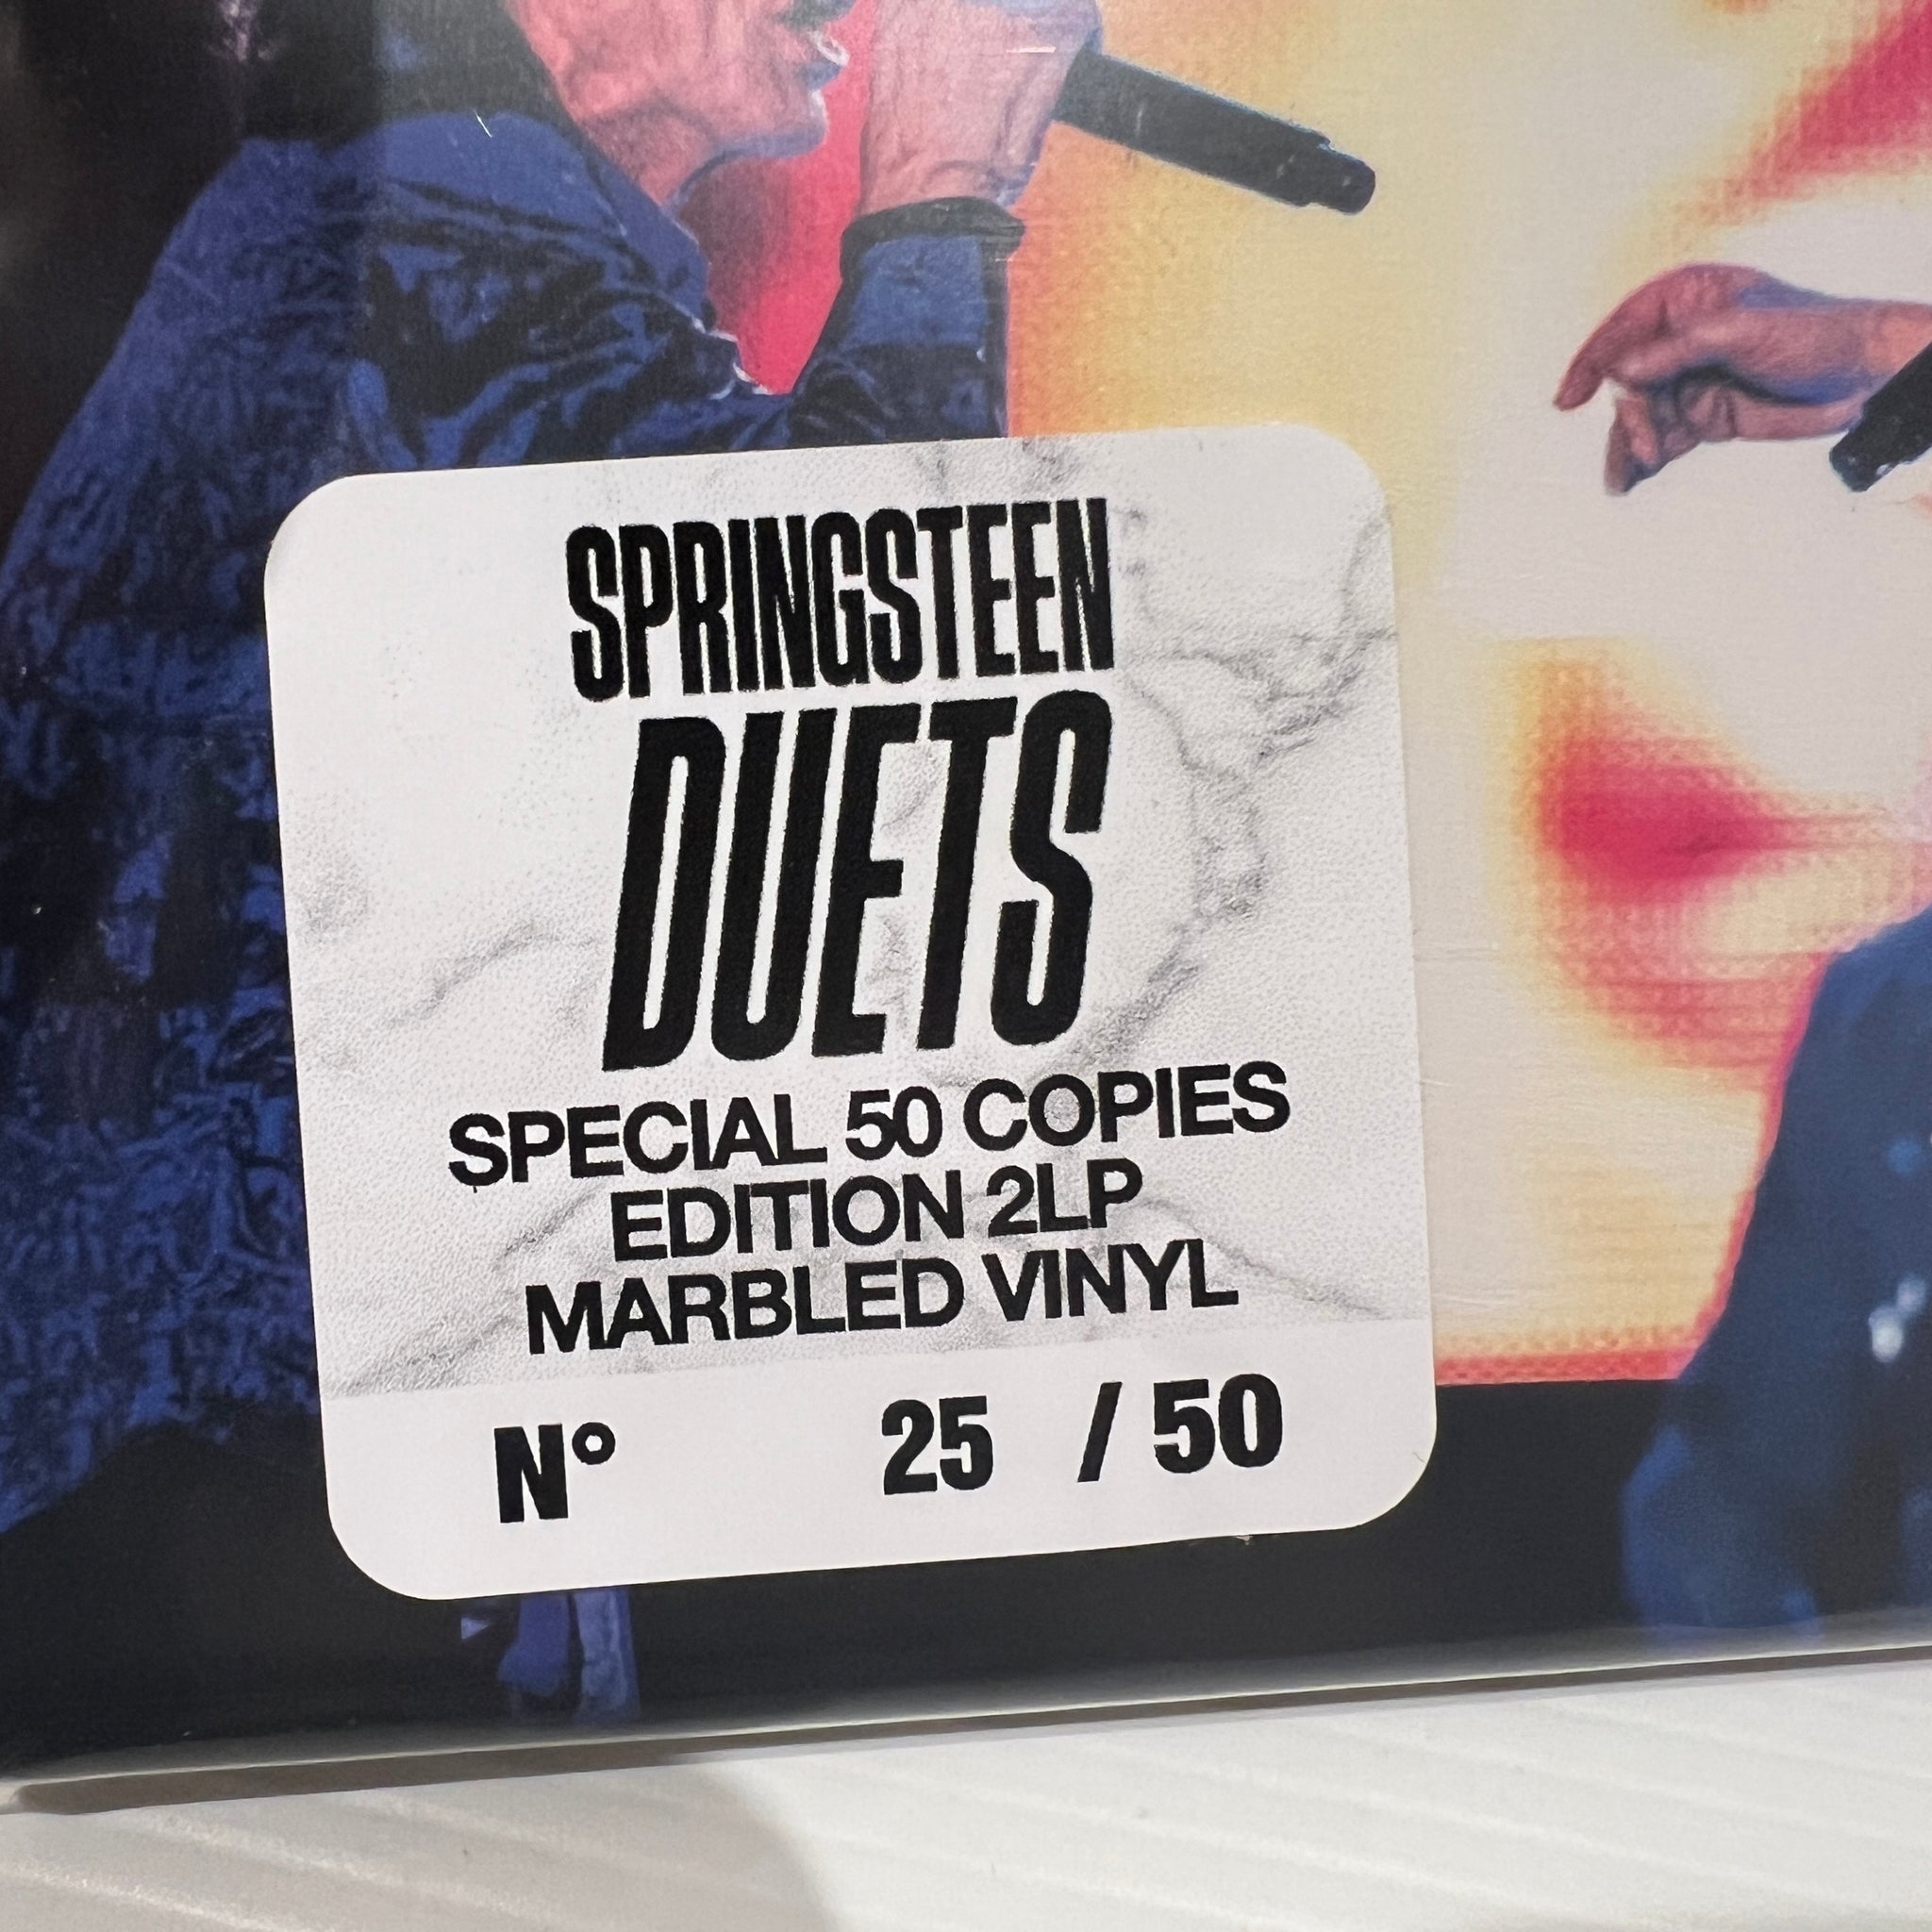 SPRINGSTEEN
DUETS
SPECIAL 50 COPIES
EDITION 2LP
MARBLED VINYL
N° 25 / 50